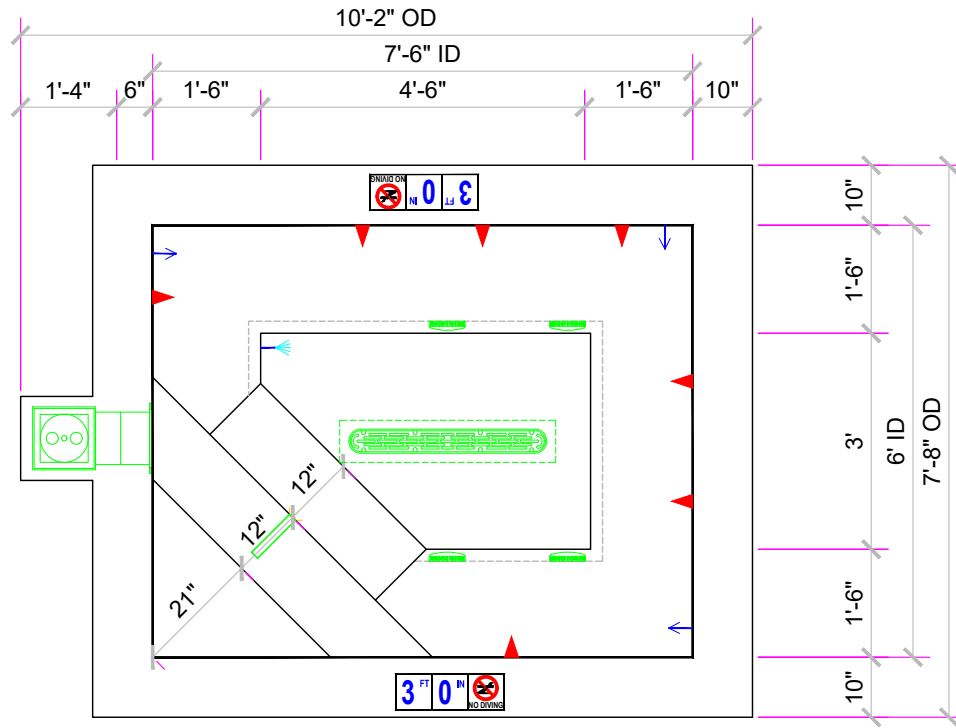 10'-2" OD
7'-6" ID
1'-4" 6" 1'-6" 4'-6" 1'-6" 10"
NO DIVING 0 IN 3 FT
10"
1'-6"
3'
6' ID
7'-8" OD
12"
12"
21"
1'-6"
10"
3 FT 0 IN NO DIVING